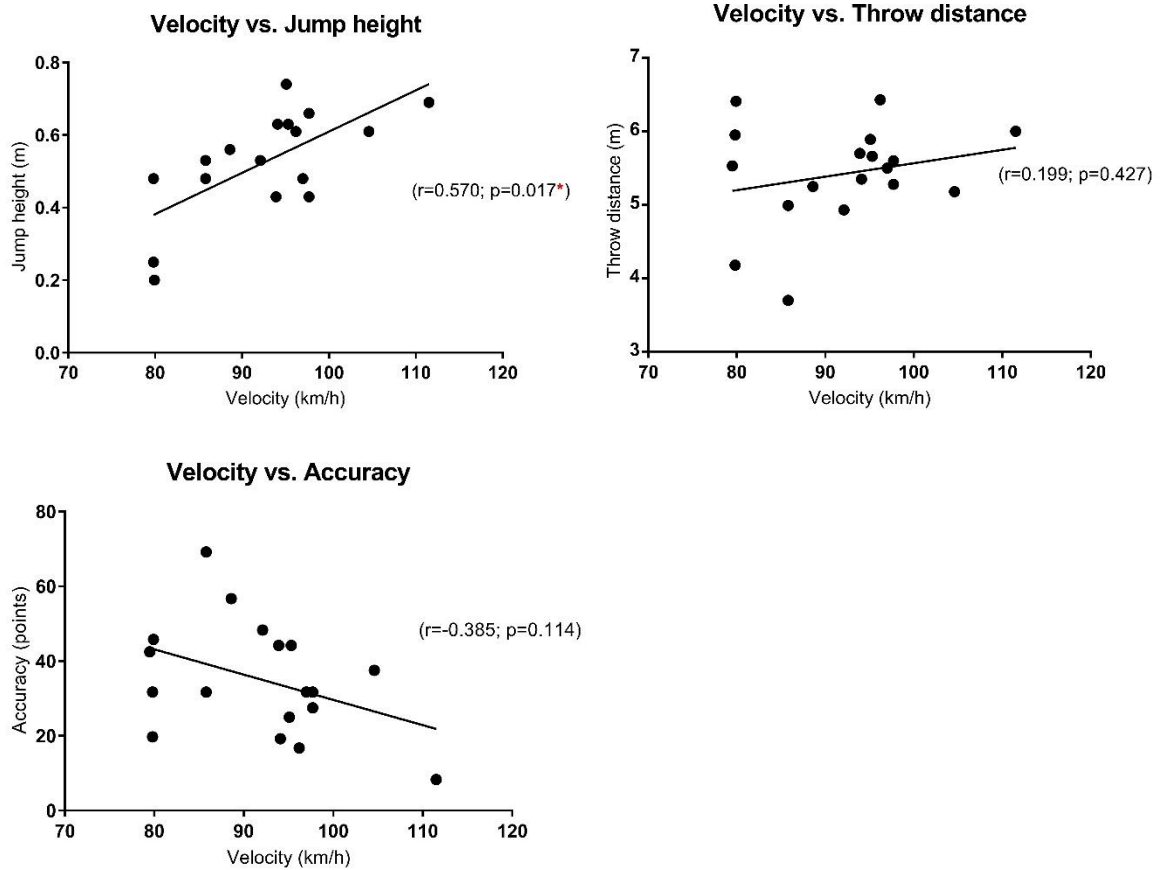 Velocity vs. Jump height
0.8
0.6
0.4
0.2
0.0
Jump height (m)
(r=0.570; p=0.017*)
70 80 90 100 110 120
Velocity (km/h)
Velocity vs. Throw distance
7
6
5
4
3
Throw distance (m)
(r=0.199; p=0.427)
70 80 90 100 110 120
Velocity (km/h)
Velocity vs. Accuracy
80
60
40
20
0
Accuracy (points)
(r=-0.385; p=0.114)
70 80 90 100 110 120
Velocity (km/h)